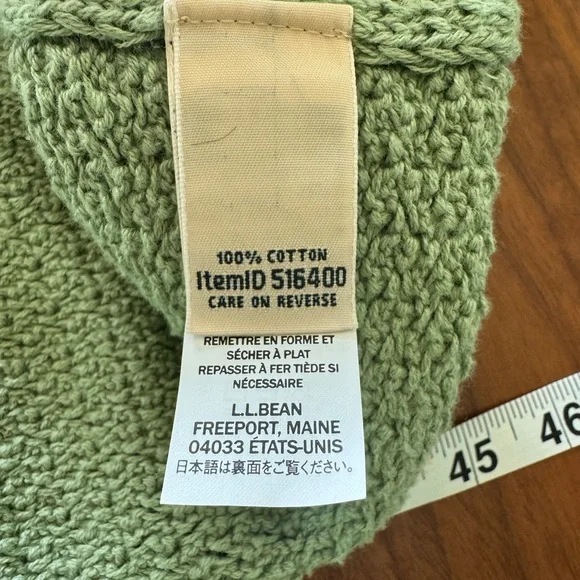 100% COTTON
ItemID 516400
CARE ON REVERSE
REMETTRE EN FORME ET
SÉCHER À PLAT
REPASSER À FER TIÈDE SI
NÉCESSAIRE
L.L.BEAN
FREEPORT, MAINE
04033 ÉTATS-UNIS
日本語は裏面をご覧ください。
45 46